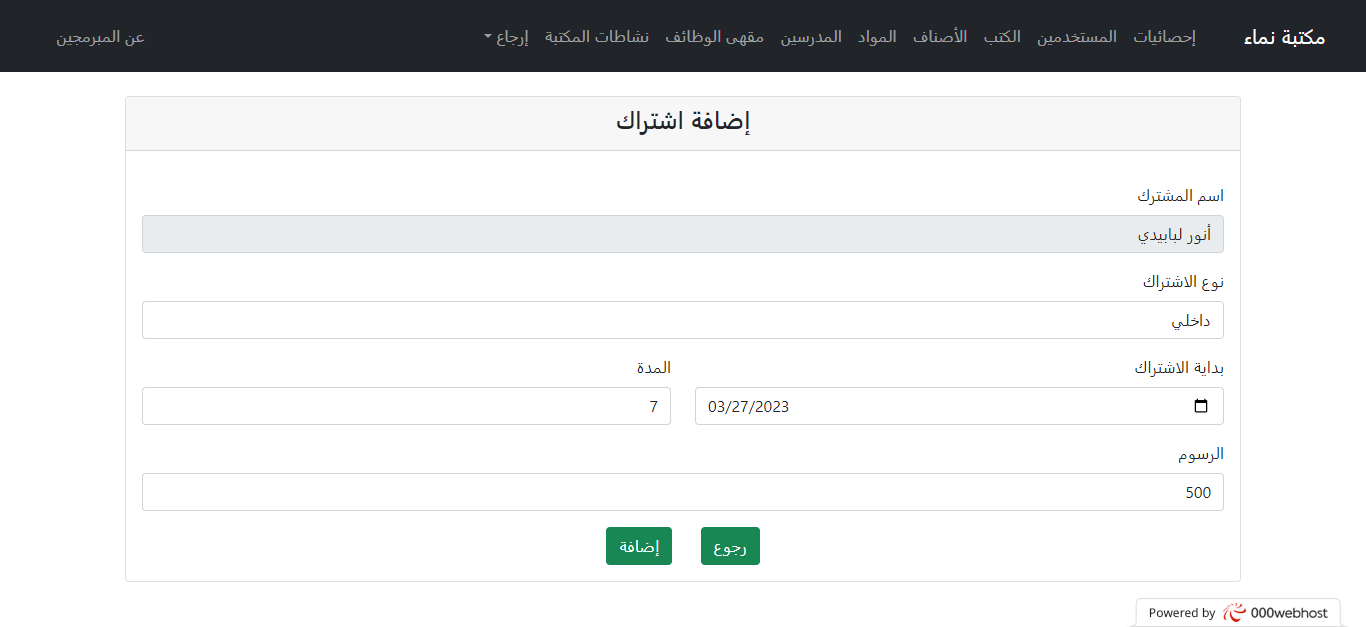 مكتبة نماء إحصائيات المستخدمين الكتب الأصناف المواد المدرسين مقهى الوظائف نشاطات المكتبة إرجاع عن المبرمجين
إضافة اشتراك
اسم المشترك
أنور لبابيدي
نوع الاشتراك
داخلي
بداية الاشتراك المدة
03/27/2023 7
الرسوم
500
رجوع إضافة
Powered by 000webhost